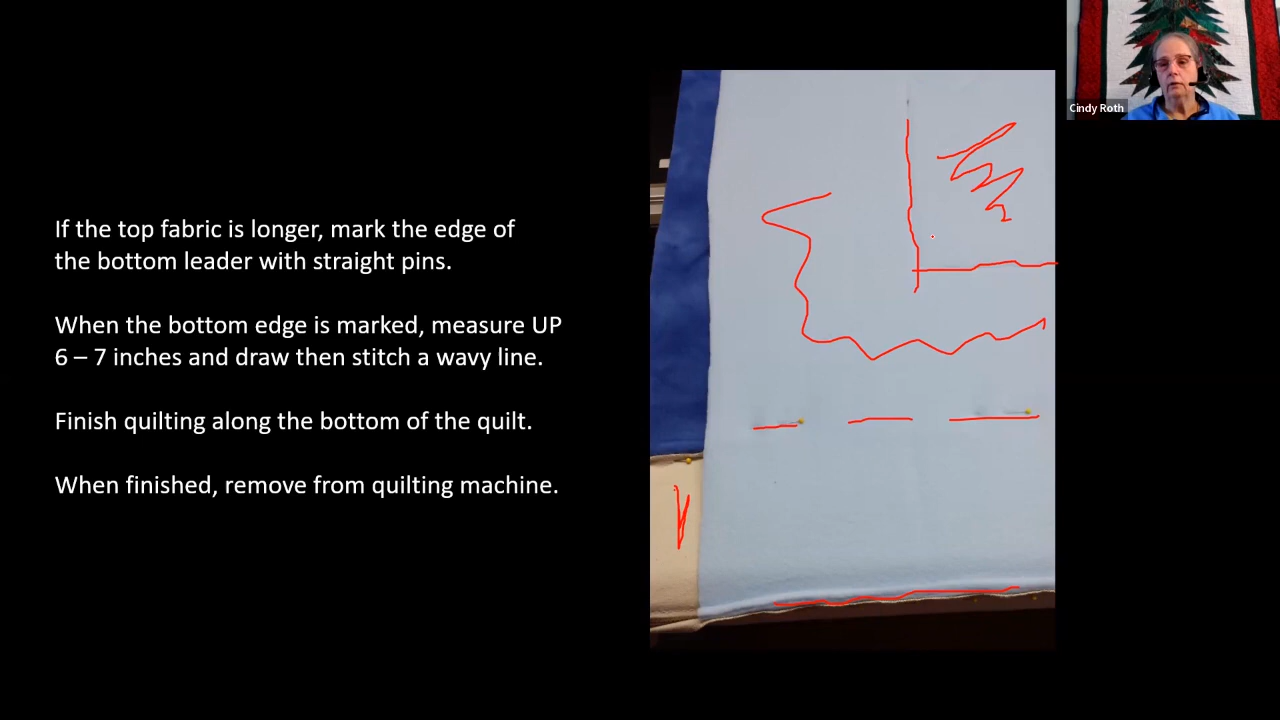 If the top fabric is longer, mark the edge of
the bottom leader with straight pins.
When the bottom edge is marked, measure UP
6 – 7 inches and draw then stitch a wavy line.
Finish quilting along the bottom of the quilt.
When finished, remove from quilting machine.
Cindy Roth